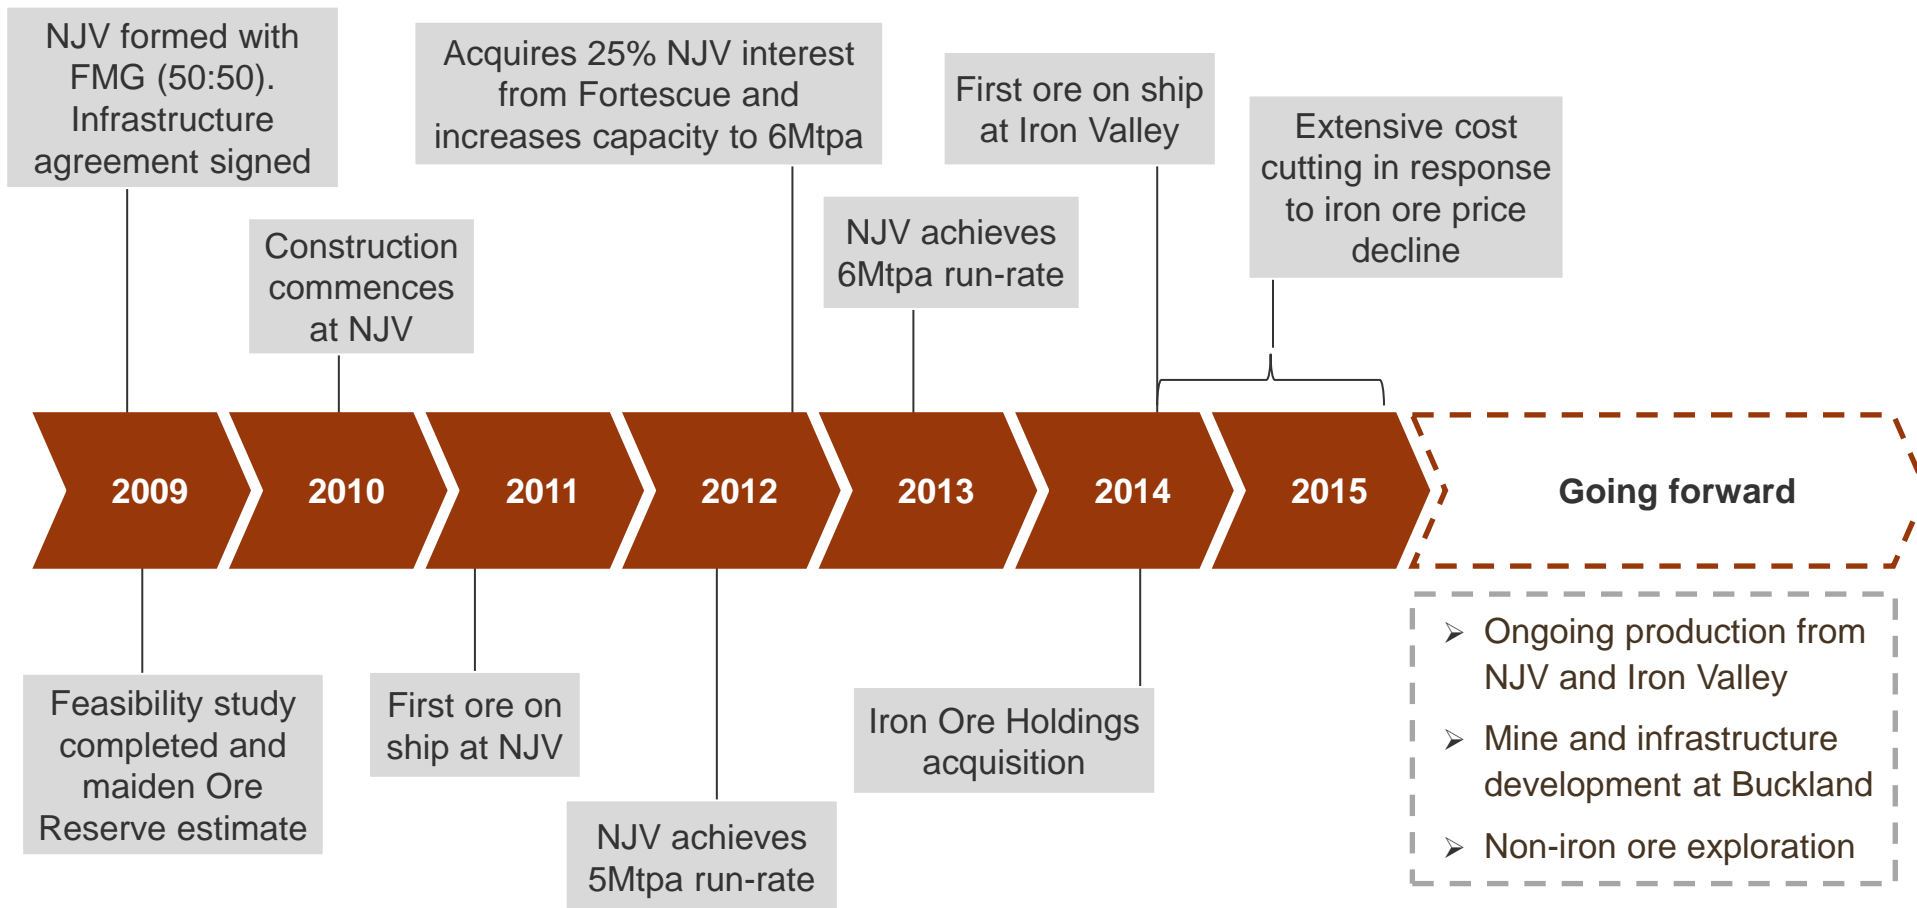 NJV formed with
FMG (50:50).
Infrastructure
agreement signed
Construction
commences
at NJV
Acquires 25% NJV interest
from Fortescue and
increases capacity to 6Mtpa
NJV achieves
6Mtpa run-rate
First ore on ship
at Iron Valley
Extensive cost
cutting in response
to iron ore price
decline
2009
2010
2011
2012
2013
2014
2015
Going forward
Feasibility study
completed and
maiden Ore
Reserve estimate
First ore on
ship at NJV
NJV achieves
5Mtpa run-rate
Iron Ore Holdings
acquisition
➢ Ongoing production from
NJV and Iron Valley
➢ Mine and infrastructure
development at Buckland
➢ Non-iron ore exploration